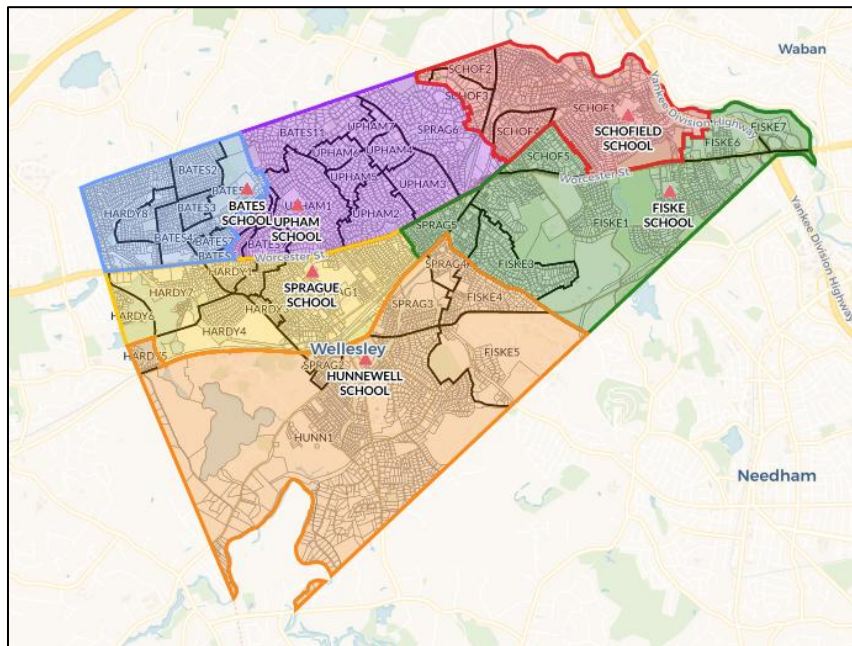 Waban
SCHOF2
SCHOF3
SCHOF1
SCHOF4
SCHOFIELD
SCHOOL
Yankee Division Highway
FISKE7
FISKE6
BATES11
UPHAM7
SPRAG6
UPHAM6
UPHAM4
SCHOF5
Worcester St
BATES2
UPHAM5
UPHAM3
HARDY8
BATES3
BATES
SCHOOL
UPHAM1
UPHAM
SCHOOL
UPHAM2
FISKE1
FISKE
SCHOOL
BATES4
SPRAG5
Yankee Division Highway
Worcester St
FISKE3
HARDY1
SPRAG4
HARDY7
SPRAGUE
SCHOOL
SPRAG3
FISKE4
HARDY6
HARDY4
HARDY5
Wellesley
SPRAG2
HUNNEWELL
SCHOOL
FISKE5
HUNN1
Needham